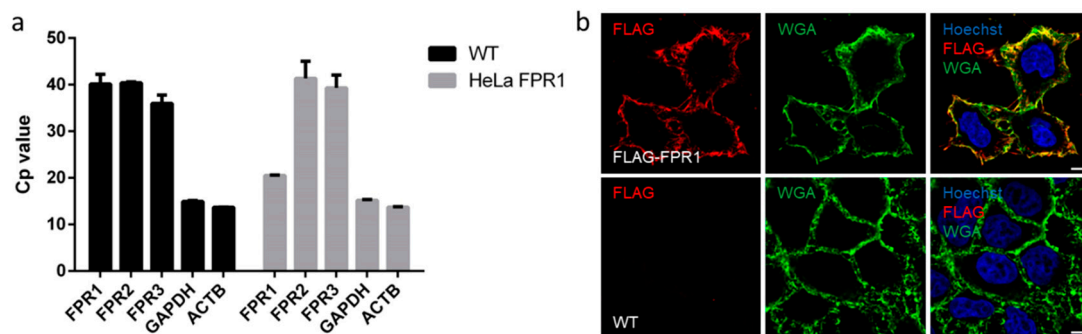 a
50
40
30
20
10
0
Cp value
WT
HeLa FPR1
FPR1
FPR2
FPR3
GAPDH
ACTB
FPR1
FPR2
FPR3
GAPDH
ACTB
b
FLAG
FLAG-FPR1
WGA
Hoechst
FLAG
WGA
FLAG
WT
WGA
Hoechst
FLAG
WGA